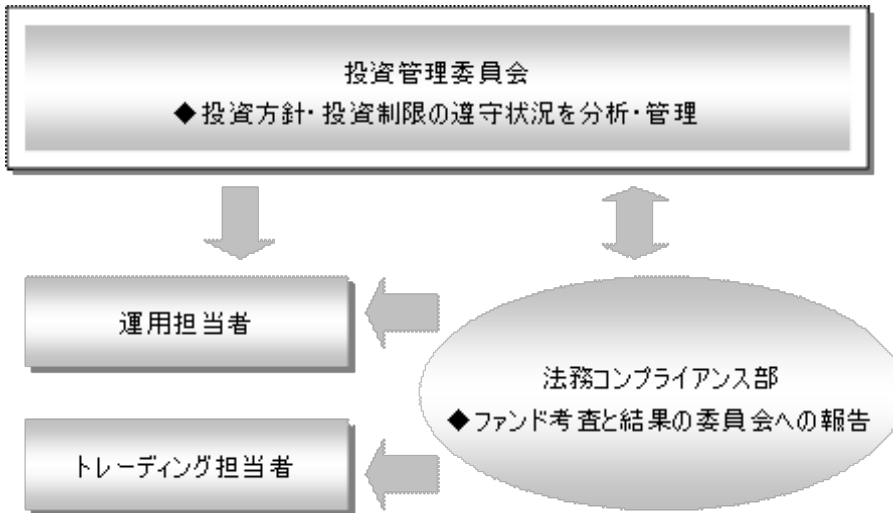 投資管理委員会
◆投資方針・投資制限の遵守状況を分析・管理
運用担当者
法務コンプライアンス部
◆ファンド考査と結果の委員会への報告
トレーディング担当者